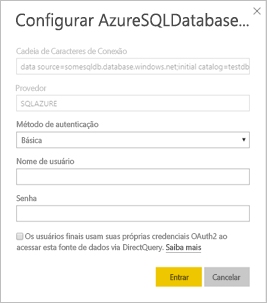 Configurar AzureSQLDatabase...
Cadeia de Caracteres de Conexão
data source=somesqldb.database.windows.net;initial catalog=testdb
Provedor
SQLAZURE
Método de autenticação
Básica
Nome de usuário
Senha
Os usuários finais usam suas próprias credenciais OAuth2 ao
acessar esta fonte de dados via DirectQuery. Saiba mais
Entrar
Cancelar